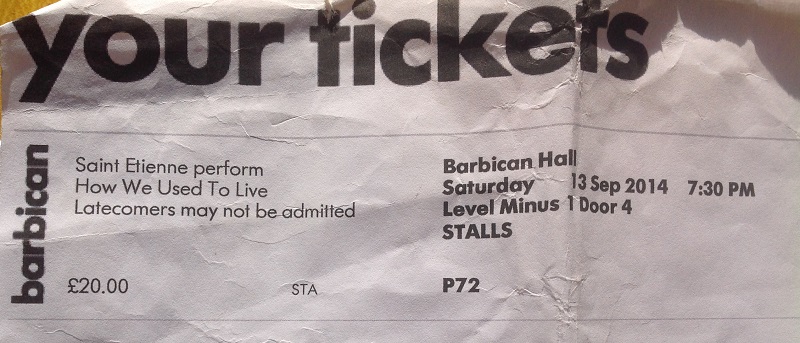 your tickets
barbican
Saint Etienne perform
How We Used To Live
Latecomers may not be admitted
£20.00
STA
Barbican Hall
Saturday 13 Sep 2014 7:30 PM
Level Minus 1 Door 4
STALLS
P72